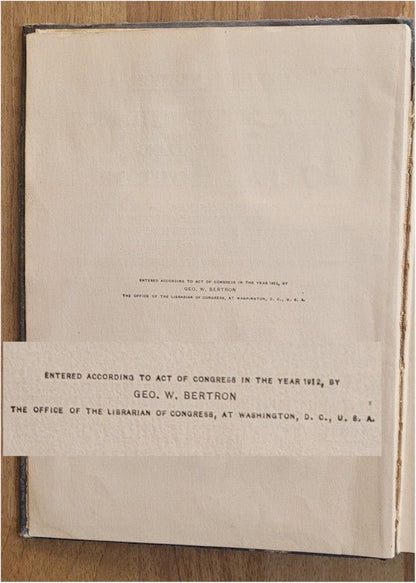 ENTERED ACCORDING TO ACT OF CONGRESS IN THE YEAR 1912, BY
GEO. W. BERTRON
THE OFFICE OF THE LIBRARIAN OF CONGRESS, AT WASHINGTON, D. C., U. S. A.
ENTERED ACCORDING TO ACT OF CONGRESS IN THE YEAR 1912, BY
GEO. W. BERTRON
THE OFFICE OF THE LIBRARIAN OF CONGRESS, AT WASHINGTON, D. C., U. S. A.